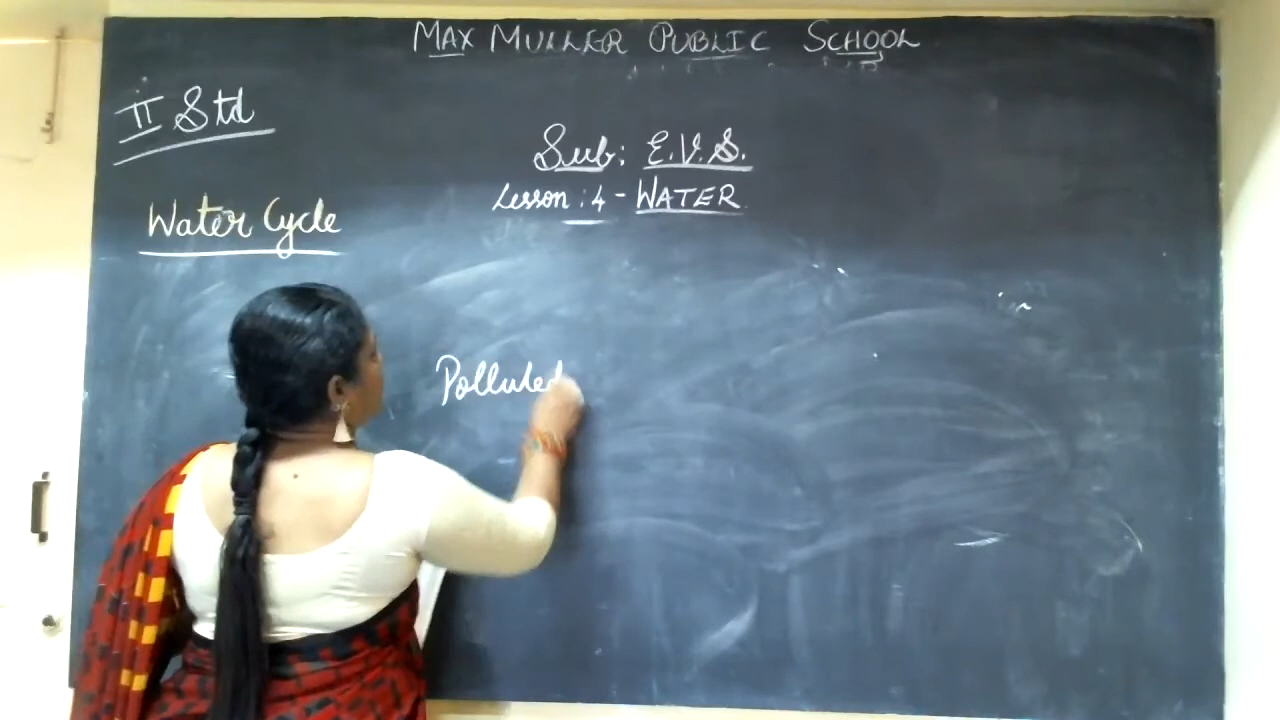 MAX MULLER PUBLIC SCHOOL
II Std
Sub: E.V.S.
Lesson: 4 - WATER
Water Cycle
Polluted